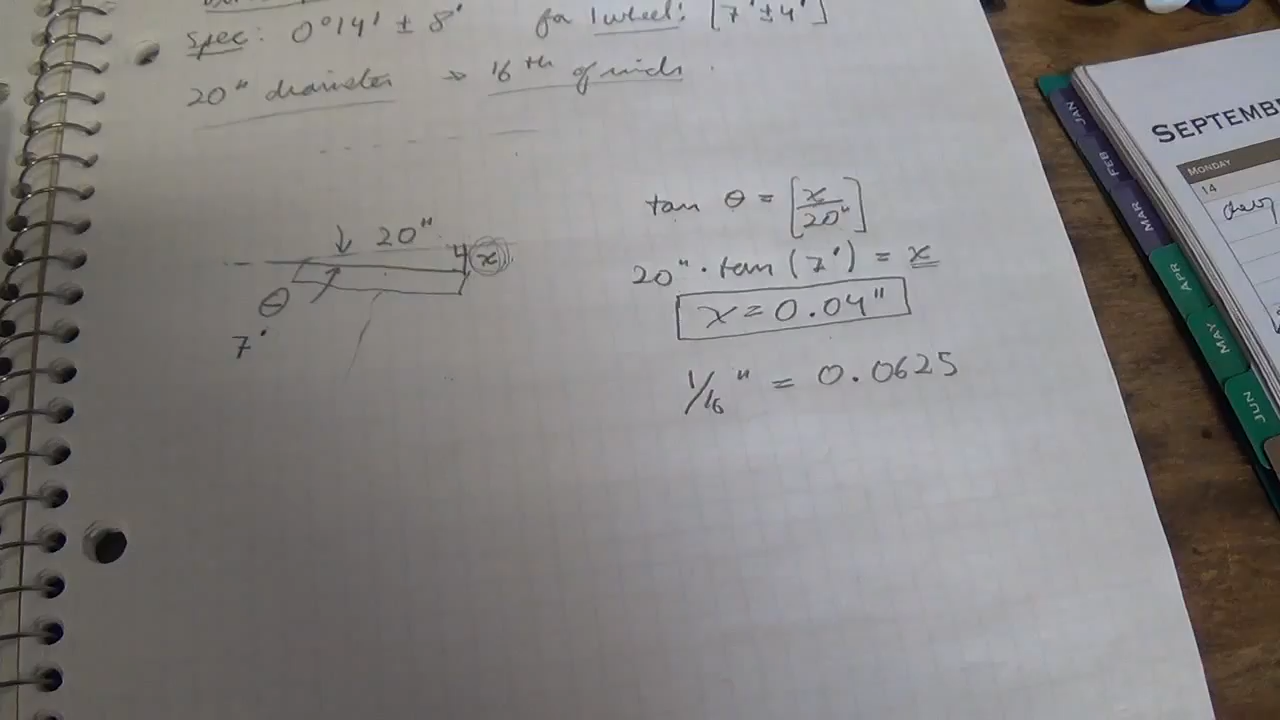 spec: 0°14' ± 8' for 1 wheel: [7' ± 4']
20" diameter → 16th of inch.
20"
x
θ
7'
tan θ = [x/20"]
20" · tan (7') = x
x = 0.04"
1/16" = 0.0625
SEPTEMBE
MONDAY
14
JAN
FEB
MAR
APR
MAY
JUN